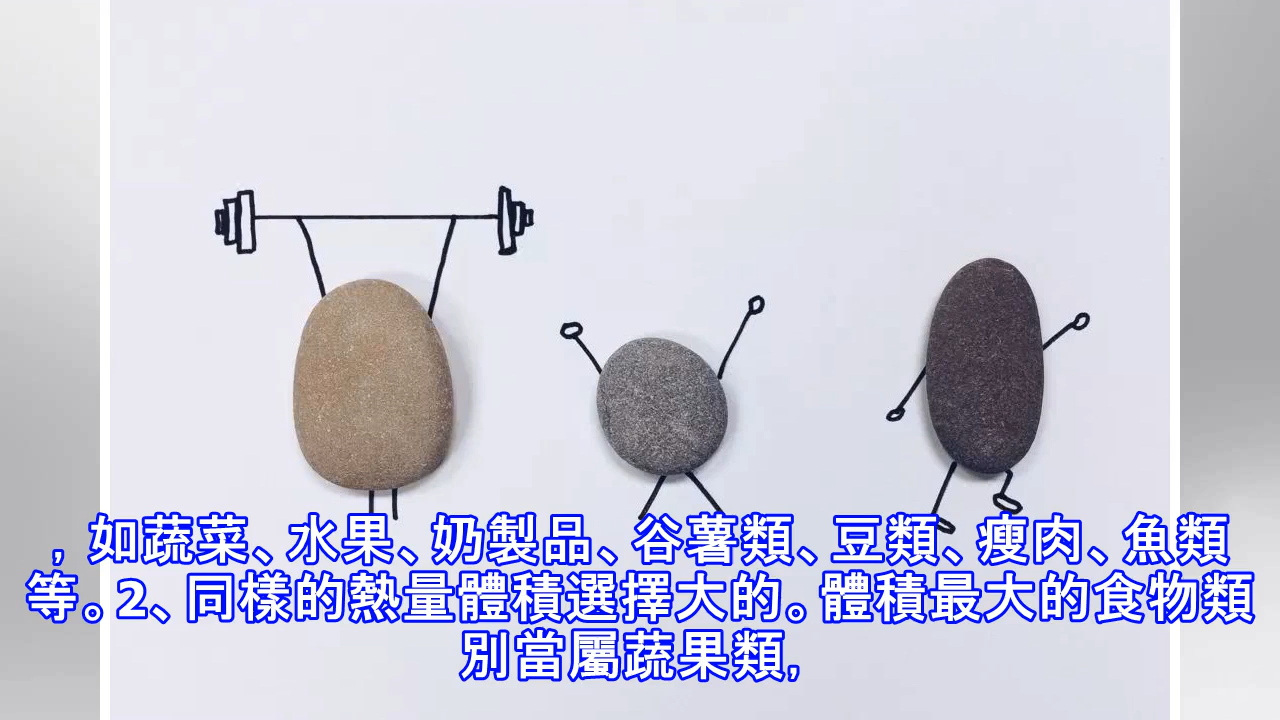 , 如蔬菜、水果、奶製品、谷薯類、豆類、瘦肉、魚類
等。2、同樣的熱量體積選擇大的。體積最大的食物類
別當屬蔬果類,